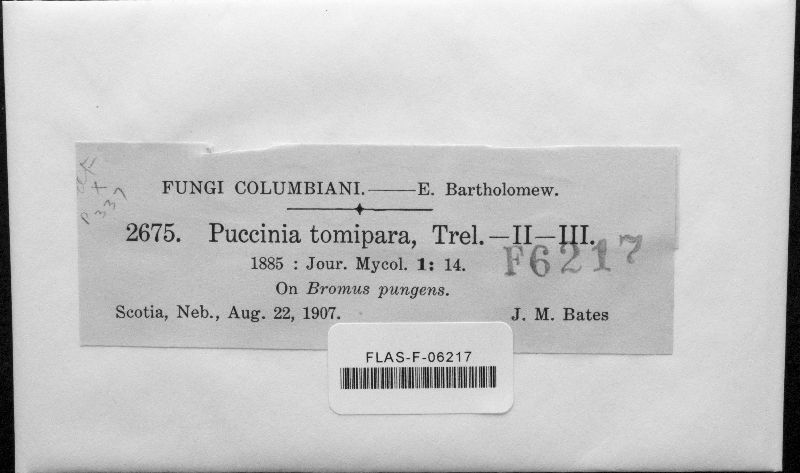 FUNGI COLUMBIANI.——E. Bartholomew.
2675. Puccinia tomipara, Trel.—II—III.
F6217
1885 : Jour. Mycol. 1: 14.
On Bromus pungens.
Scotia, Neb., Aug. 22, 1907. J. M. Bates
FLAS-F-06217
p 337